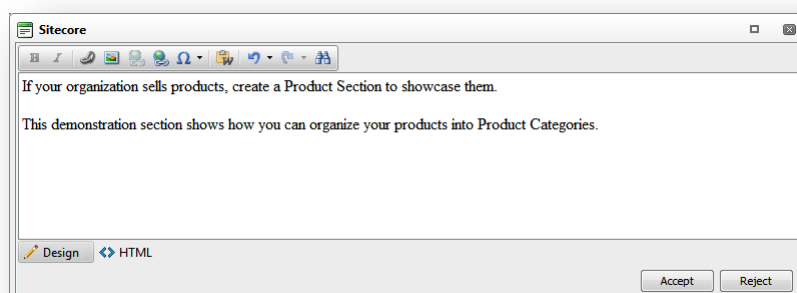 Sitecore
B I Ω
If your organization sells products, create a Product Section to showcase them.
This demonstration section shows how you can organize your products into Product Categories.
Design HTML
Accept Reject